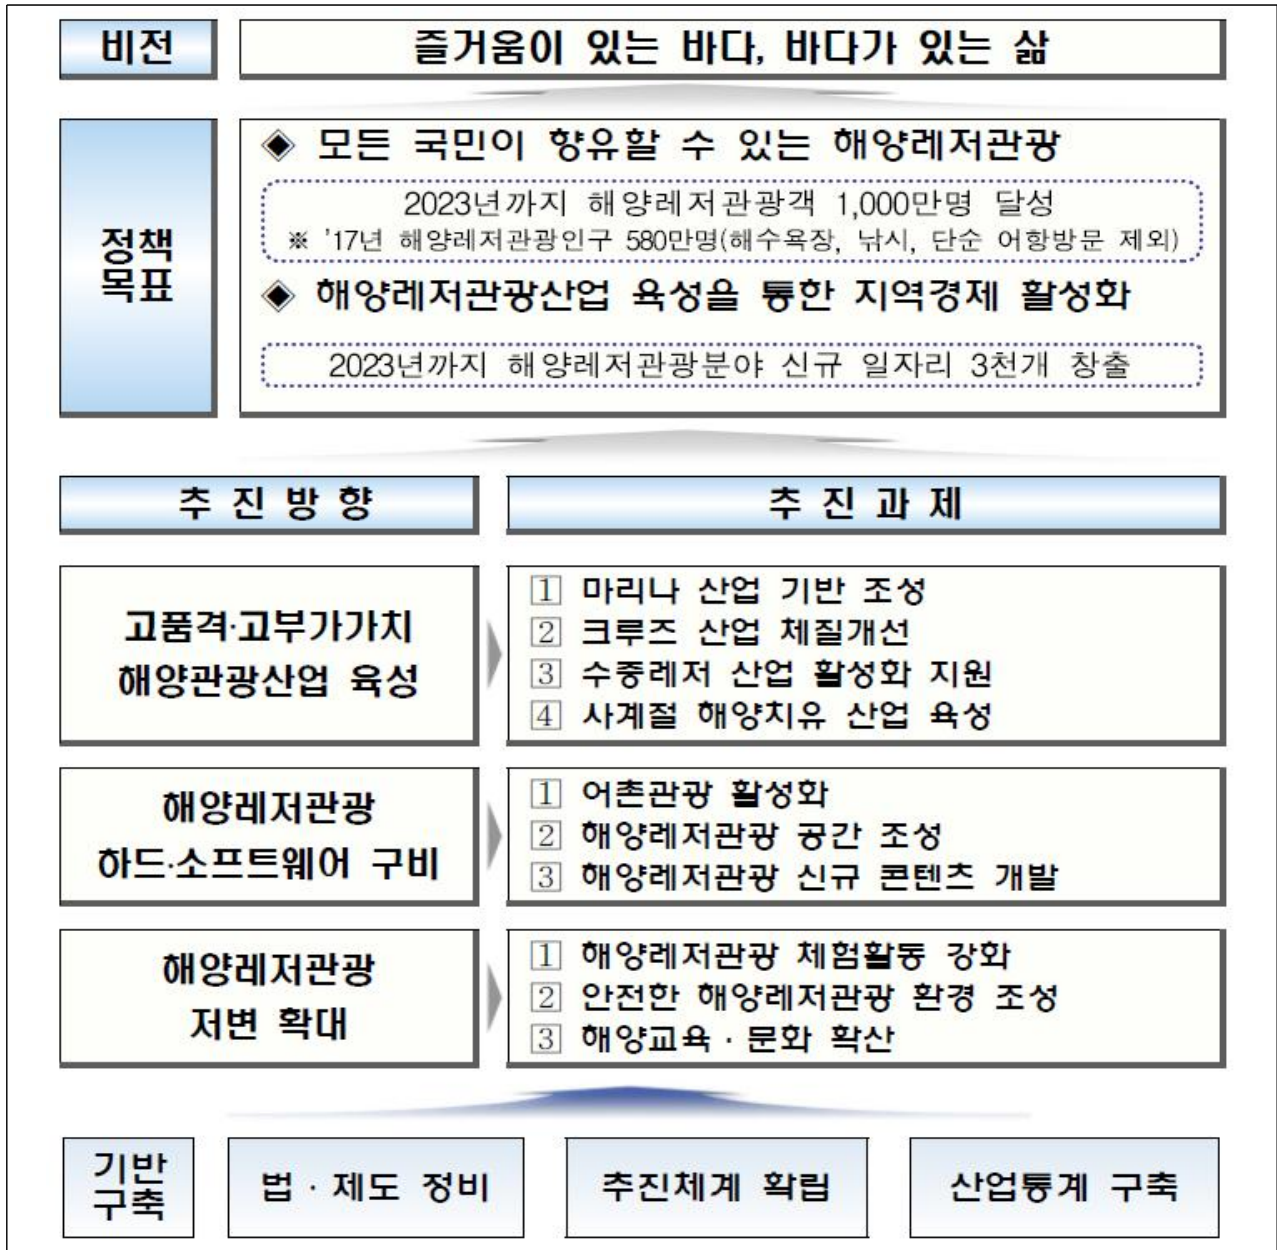 비전
즐거움이 있는 바다, 바다가 있는 삶
정책
목표
◈ 모든 국민이 향유할 수 있는 해양레저관광
2023년까지 해양레저관광객 1,000만명 달성
※ '17년 해양레저관광인구 580만명(해수욕장, 낚시, 단순 어항방문 제외)
◈ 해양레저관광산업 육성을 통한 지역경제 활성화
2023년까지 해양레저관광분야 신규 일자리 3천개 창출
추 진 방 향
추 진 과 제
고품격·고부가가치
해양관광산업 육성
1 마리나 산업 기반 조성
2 크루즈 산업 체질개선
3 수중레저 산업 활성화 지원
4 사계절 해양치유 산업 육성
해양레저관광
하드·소프트웨어 구비
1 어촌관광 활성화
2 해양레저관광 공간 조성
3 해양레저관광 신규 콘텐츠 개발
해양레저관광
저변 확대
1 해양레저관광 체험활동 강화
2 안전한 해양레저관광 환경 조성
3 해양교육 · 문화 확산
기반
구축
법 · 제도 정비
추진체계 확립
산업통계 구축